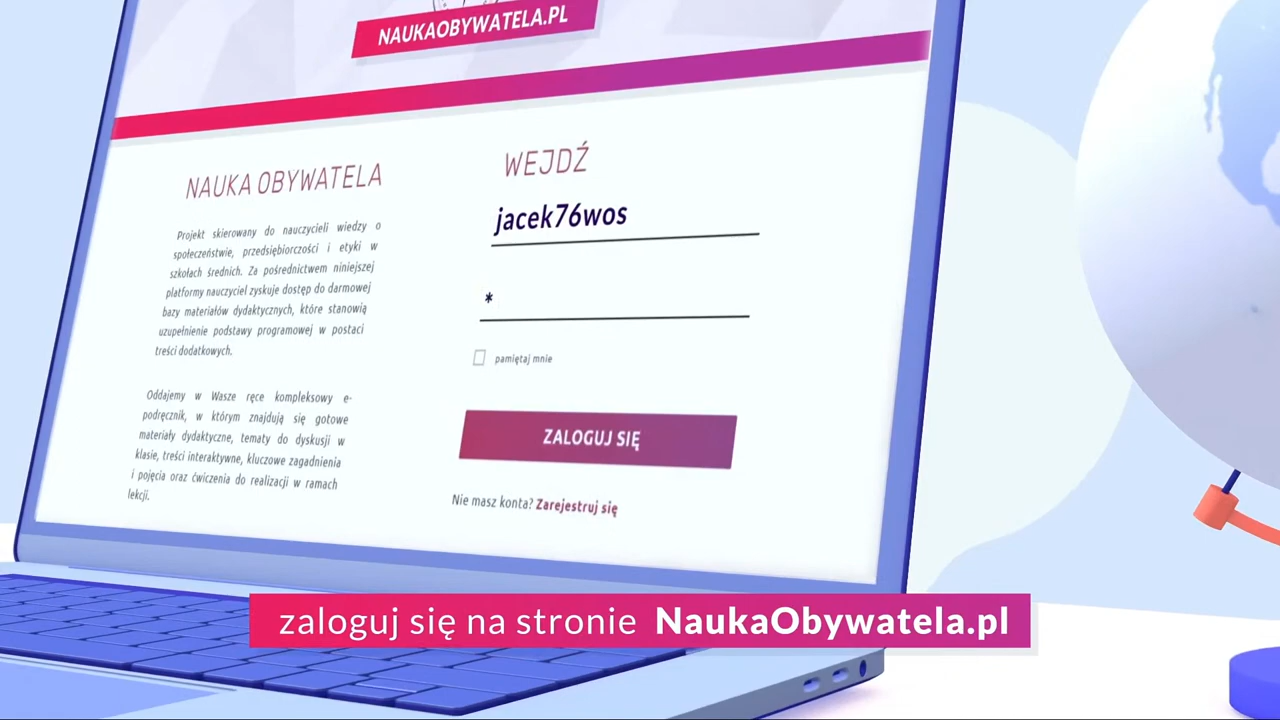 NAUKAOBYWATELA.PL
NAUKA OBYWATELA
Projekt skierowany do nauczycieli wiedzy o
społeczeństwie, przedsiębiorczości i etyki w
szkołach średnich. Za pośrednictwem niniejszej
platformy nauczyciel zyskuje dostęp do darmowej
bazy materiałów dydaktycznych, które stanowią
uzupełnienie podstawy programowej w postaci
treści dodatkowych.
Oddajemy w Wasze ręce kompleksowy e-
podręcznik, w którym znajdują się gotowe
materiały dydaktyczne, tematy do dyskusji w
klasie, treści interaktywne, kluczowe zagadnienia
i pojęcia oraz ćwiczenia do realizacji w ramach
lekcji.
WEJDŹ
jacek76wos
*
pamiętaj mnie
ZALOGUJ SIĘ
Nie masz konta? Zarejestruj się
zaloguj się na stronie NaukaObywatela.pl